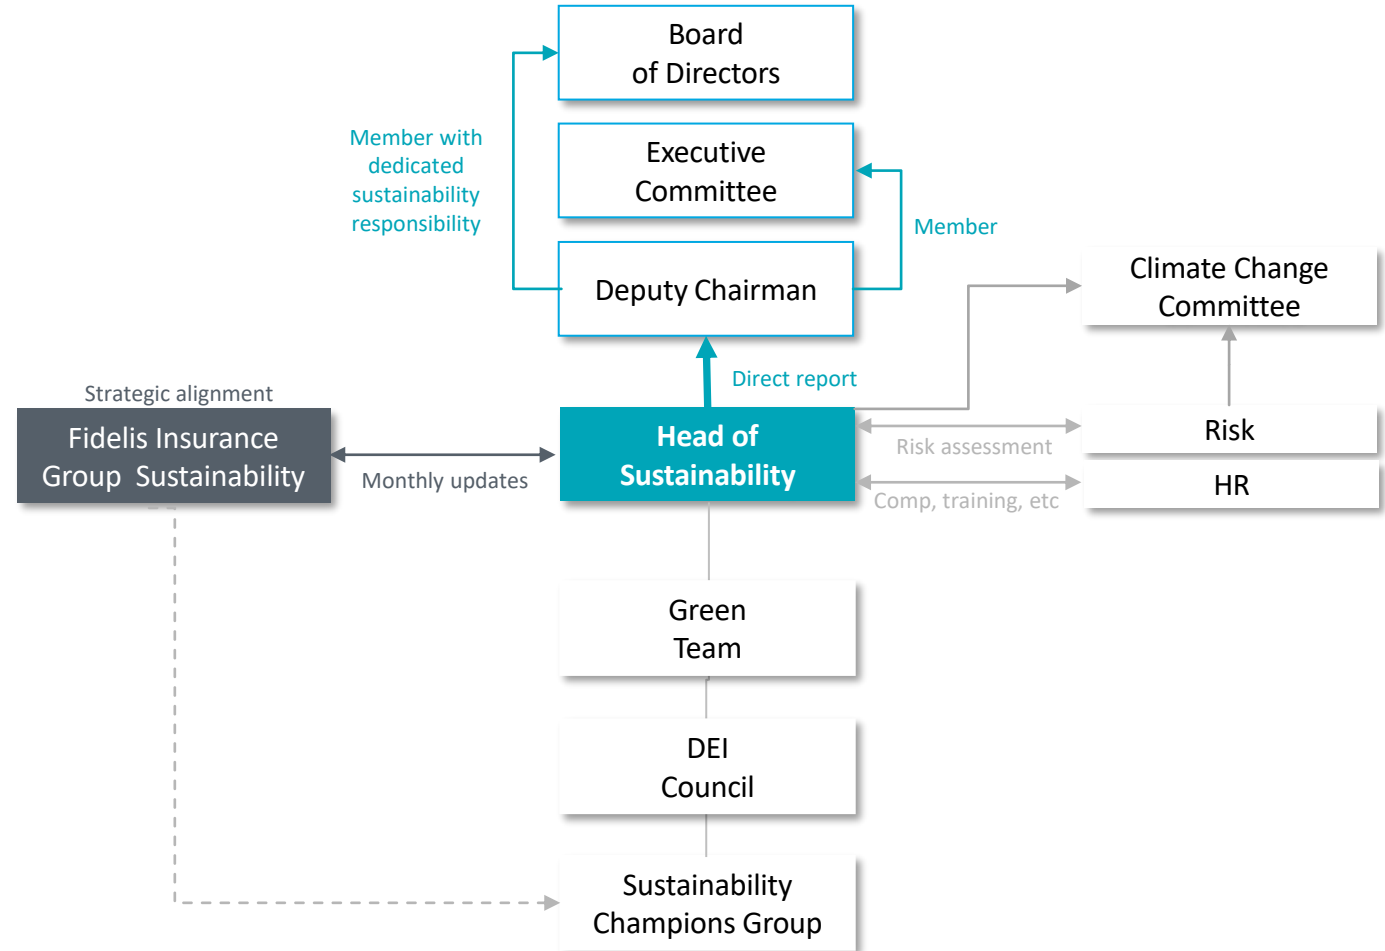 Board
of Directors
Member with
dedicated
sustainability
responsibility
Executive
Committee
Member
Deputy Chairman
Climate Change
Committee
Direct report
Strategic alignment
Fidelis Insurance
Group Sustainability
Monthly updates
Head of
Sustainability
Risk assessment
Risk
Comp, training, etc
HR
Green
Team
DEI
Council
Sustainability
Champions Group